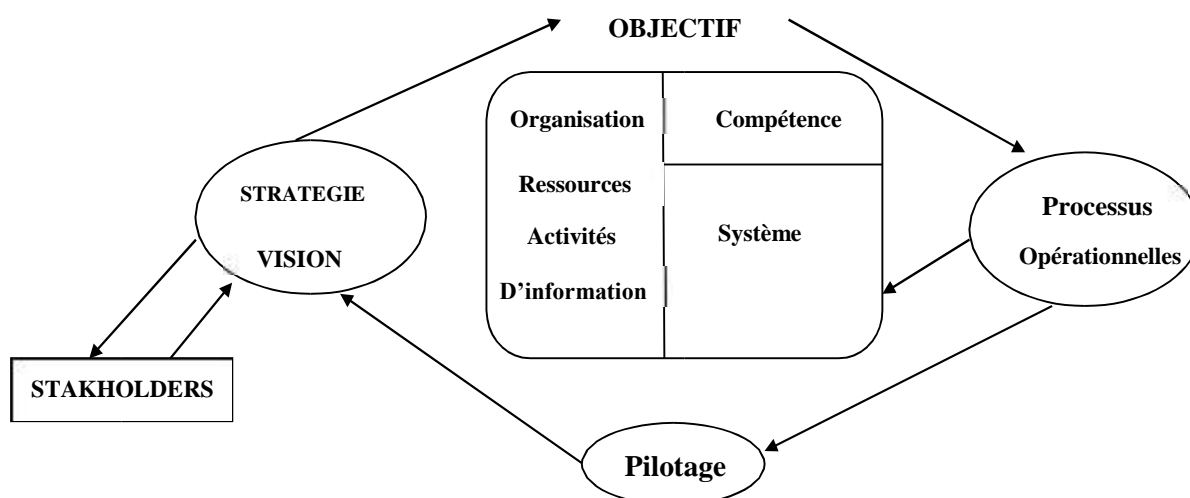 OBJECTIF
Organisation
Compétence
Ressources
Activités
Système
D’information
STRATEGIE
VISION
Processus
Opérationnelles
STAKHOLDERS
Pilotage